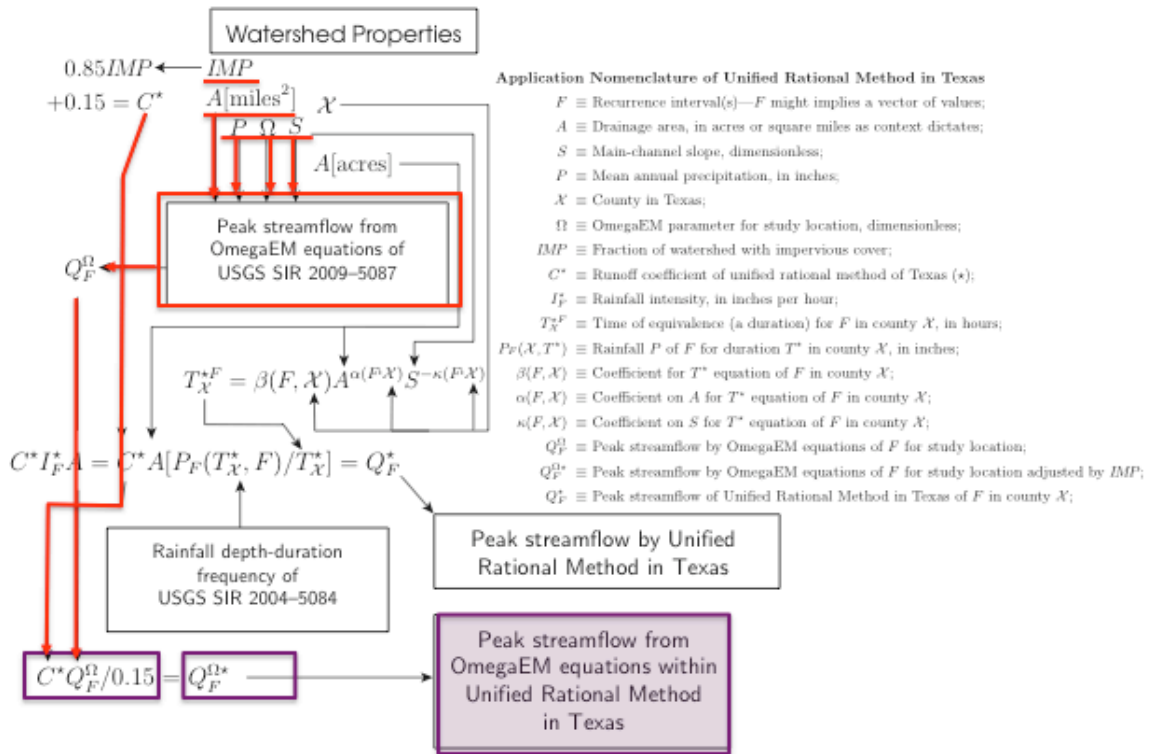 Watershed Properties
0.85IMP IMP
+0.15 = C⋆ A[miles²] 𝒳
P Ω S
A[acres]
Peak streamflow from
OmegaEM equations of
USGS SIR 2009–5087
Q_F^Ω
T_𝒳^{⋆F} = β(F, 𝒳)A^{α(F,𝒳)}S^{−κ(F,𝒳)}
C⋆I_F^⋆A = C⋆A[P_F(T_𝒳^⋆, F)/T_𝒳^⋆] = Q_F^⋆
Rainfall depth-duration
frequency of
USGS SIR 2004–5084
Peak streamflow by Unified
Rational Method in Texas
C⋆Q_F^Ω/0.15 = Q_F^{Ω⋆}
Peak streamflow from
OmegaEM equations within
Unified Rational Method
in Texas
Application Nomenclature of Unified Rational Method in Texas
F ≡ Recurrence interval(s)—F might implies a vector of values;
A ≡ Drainage area, in acres or square miles as context dictates;
S ≡ Main-channel slope, dimensionless;
P ≡ Mean annual precipitation, in inches;
𝒳 ≡ County in Texas;
Ω ≡ OmegaEM parameter for study location, dimensionless;
IMP ≡ Fraction of watershed with impervious cover;
C⋆ ≡ Runoff coefficient of unified rational method of Texas (⋆);
I_F^⋆ ≡ Rainfall intensity, in inches per hour;
T_𝒳^{⋆F} ≡ Time of equivalence (a duration) for F in county 𝒳, in hours;
P_F(𝒳, T⋆) ≡ Rainfall P of F for duration T⋆ in county 𝒳, in inches;
β(F, 𝒳) ≡ Coefficient for T⋆ equation of F in county 𝒳;
α(F, 𝒳) ≡ Coefficient on A for T⋆ equation of F in county 𝒳;
κ(F, 𝒳) ≡ Coefficient on S for T⋆ equation of F in county 𝒳;
Q_F^Ω ≡ Peak streamflow by OmegaEM equations of F for study location;
Q_F^{Ω⋆} ≡ Peak streamflow by OmegaEM equations of F for study location adjusted by IMP;
Q_F^⋆ ≡ Peak streamflow of Unified Rational Method in Texas of F in county 𝒳;